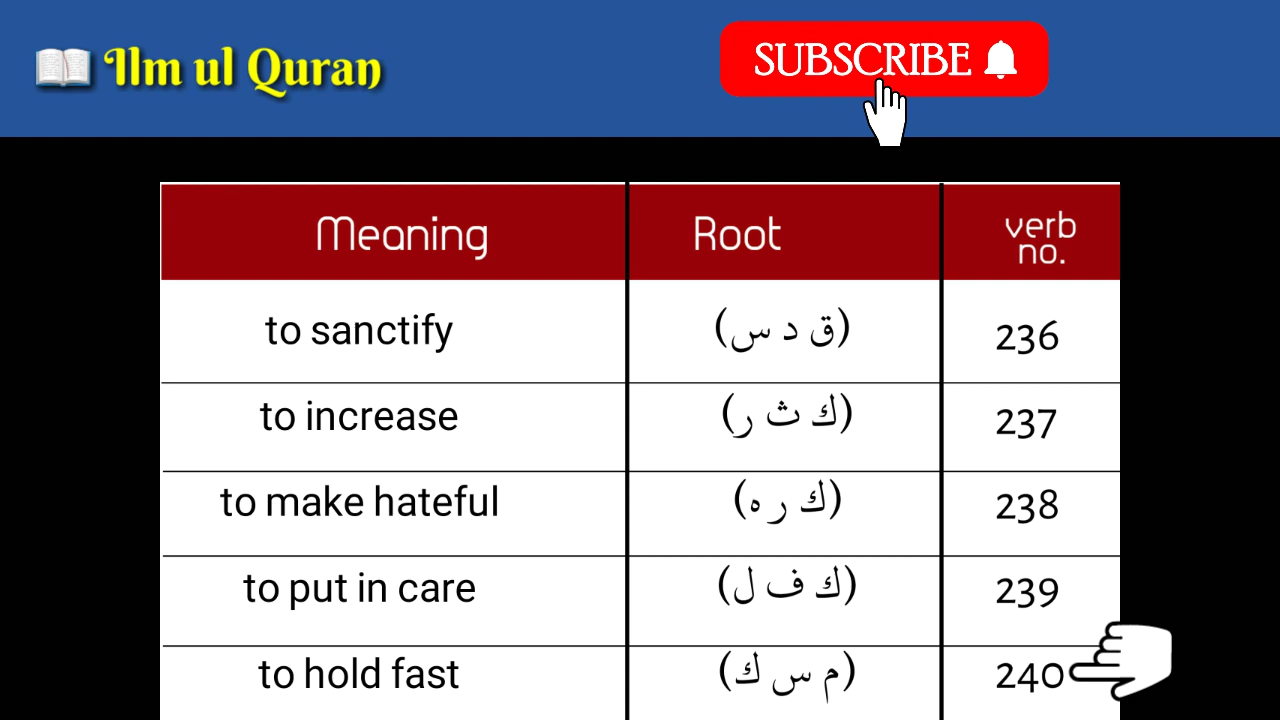 Ilm ul Quran
SUBSCRIBE
Meaning Root verb no.
to sanctify (ق د س) 236
to increase (ك ث ر) 237
to make hateful (ك ر ه) 238
to put in care (ك ف ل) 239
to hold fast (م س ك) 240